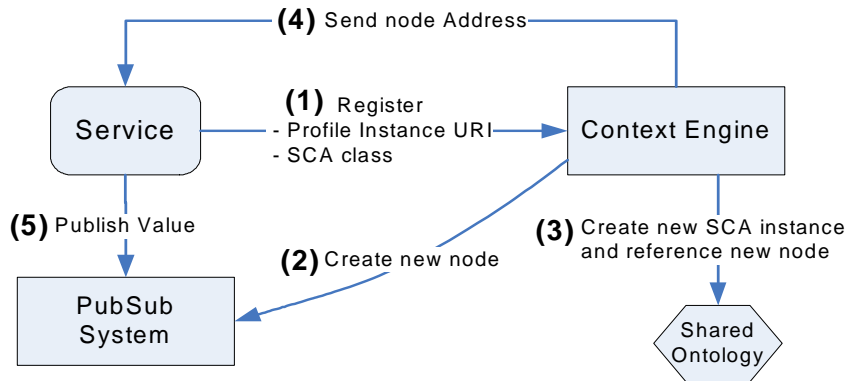 (4) Send node Address
(1) Register
- Profile Instance URI
- SCA class
Service
Context Engine
(5) Publish Value
(2) Create new node
(3) Create new SCA instance
and reference new node
PubSub
System
Shared
Ontology